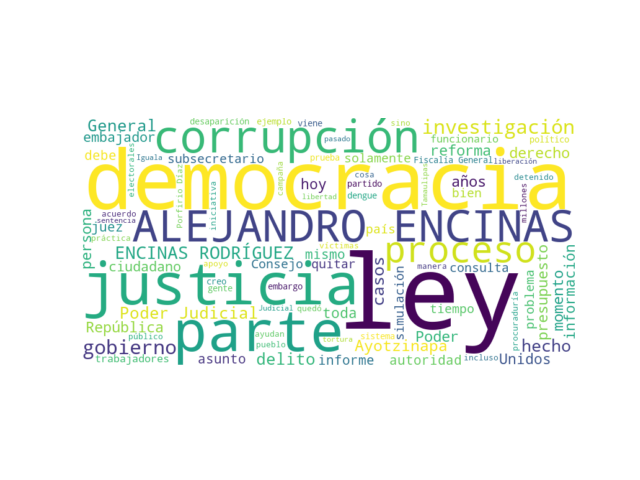 desaparición ejemplo viene sino pasado político
General corrupción investigación
embajador funcionario
debe Iguala subsecretario prueba solamente reforma derecho
Fiscalía General liberación
electorales democracia
Porfirio Díaz iniciativa campaña hoy cosa partido años bien Tamaulipas detenido
libertad dengue millones
persona acuerdo sentencia juez práctica
ALEJANDRO ENCINAS
víctimas país
ENCINAS RODRÍGUEZ mismo proceso
ciudadano Consejo quitar casos manera consulta
justicia ley
creo gente embargo simulación
problema presupuesto momento información
Poder Judicial Judicial quedó toda tiempo
República parte Poder procuraduría
público ayudan pueblo tortura sistema Ayotzinapa
gobierno hecho
trabajadores asunto delito informe autoridad incluso Unidos
apoyo